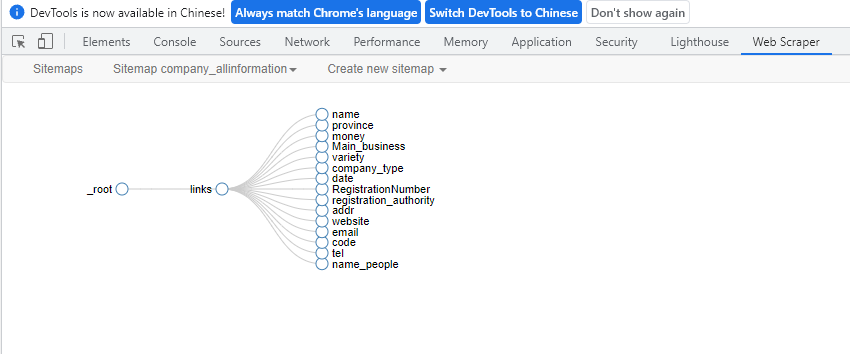 DevTools is now available in Chinese! Always match Chrome's language Switch DevTools to Chinese Don't show again
Elements Console Sources Network Performance Memory Application Security Lighthouse Web Scraper
Sitemaps Sitemap company_allinformation Create new sitemap
name
province
money
Main_business
variety
company_type
date
_root links RegistrationNumber
registration_authority
addr
website
email
code
tel
name_people